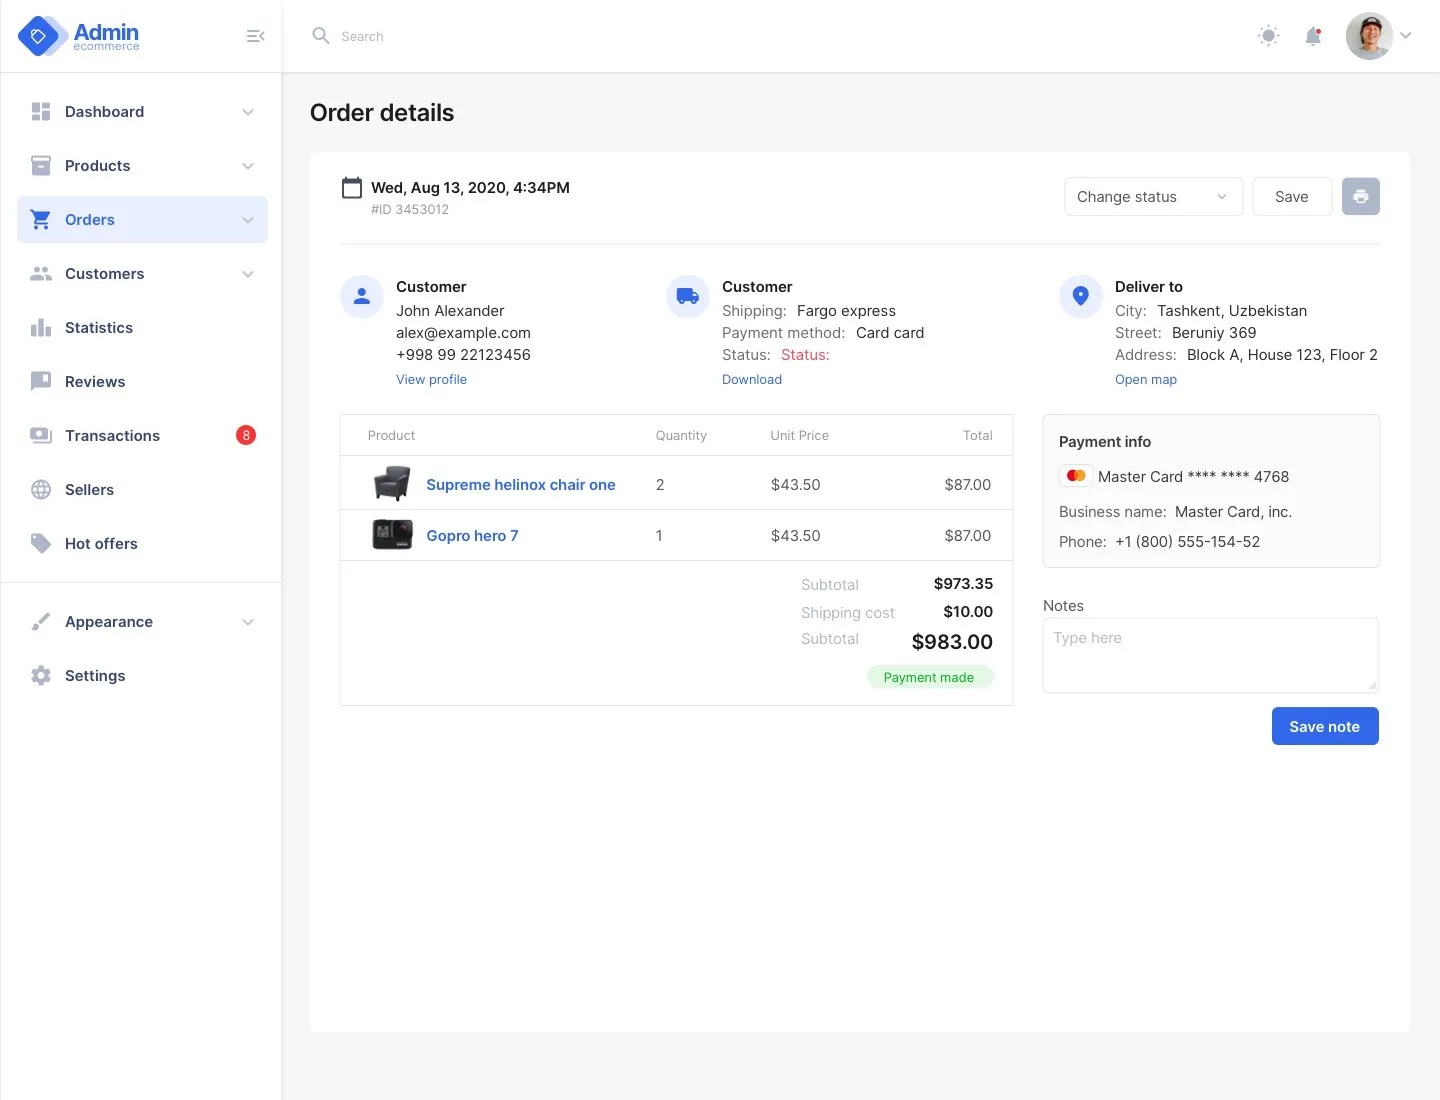 Admin
ecommerce
Search
Dashboard
Products
Orders
Customers
Statistics
Reviews
Transactions 8
Sellers
Hot offers
Appearance
Settings
Order details
Wed, Aug 13, 2020, 4:34PM
#ID 3453012
Change status
Save
Customer
John Alexander
alex@example.com
+998 99 22123456
View profile
Customer
Shipping: Fargo express
Payment method: Card card
Status: Status:
Download
Deliver to
City: Tashkent, Uzbekistan
Street: Beruniy 369
Address: Block A, House 123, Floor 2
Open map
Product Quantity Unit Price Total
Supreme helinox chair one 2 $43.50 $87.00
Gopro hero 7 1 $43.50 $87.00
Subtotal $973.35
Shipping cost $10.00
Subtotal $983.00
Payment made
Payment info
Master Card **** **** 4768
Business name: Master Card, inc.
Phone: +1 (800) 555-154-52
Notes
Type here
Save note